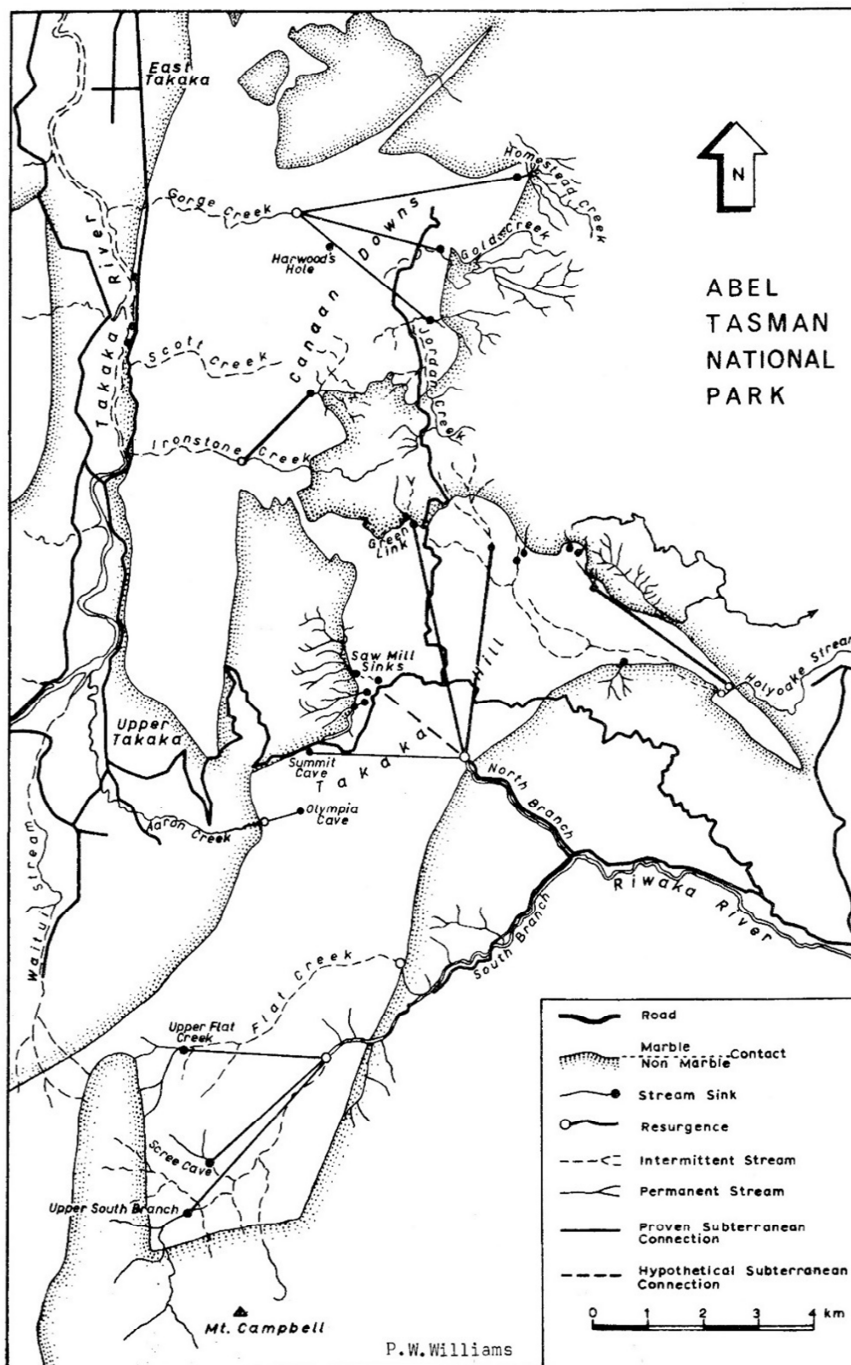 East
Takaka
Homestead Creek
Gorge Creek
N
Gold Creek
Harwood's
Hole
Canaan Downs
Takaka River
ABEL
TASMAN
NATIONAL
PARK
Scott Creek
Jordan Creek
Ironstone Creek
Green
Link
Saw Mill
Sinks
Holyoake Stream
Upper
Takaka
Summit
Cave
Takaka Hill
North
Branch
Olympia
Cave
Aaron Creek
Riwaka River
South Branch
Waitui Stream
Flat Creek
Upper Flat
Creek
Scree Cave
Upper South Branch
Mt. Campbell
P.W.Williams
Road
Marble
Non Marble
Contact
Stream Sink
Resurgence
Intermittent Stream
Permanent Stream
Proven Subterranean
Connection
Hypothetical Subterranean
Connection
0 1 2 3 4 km